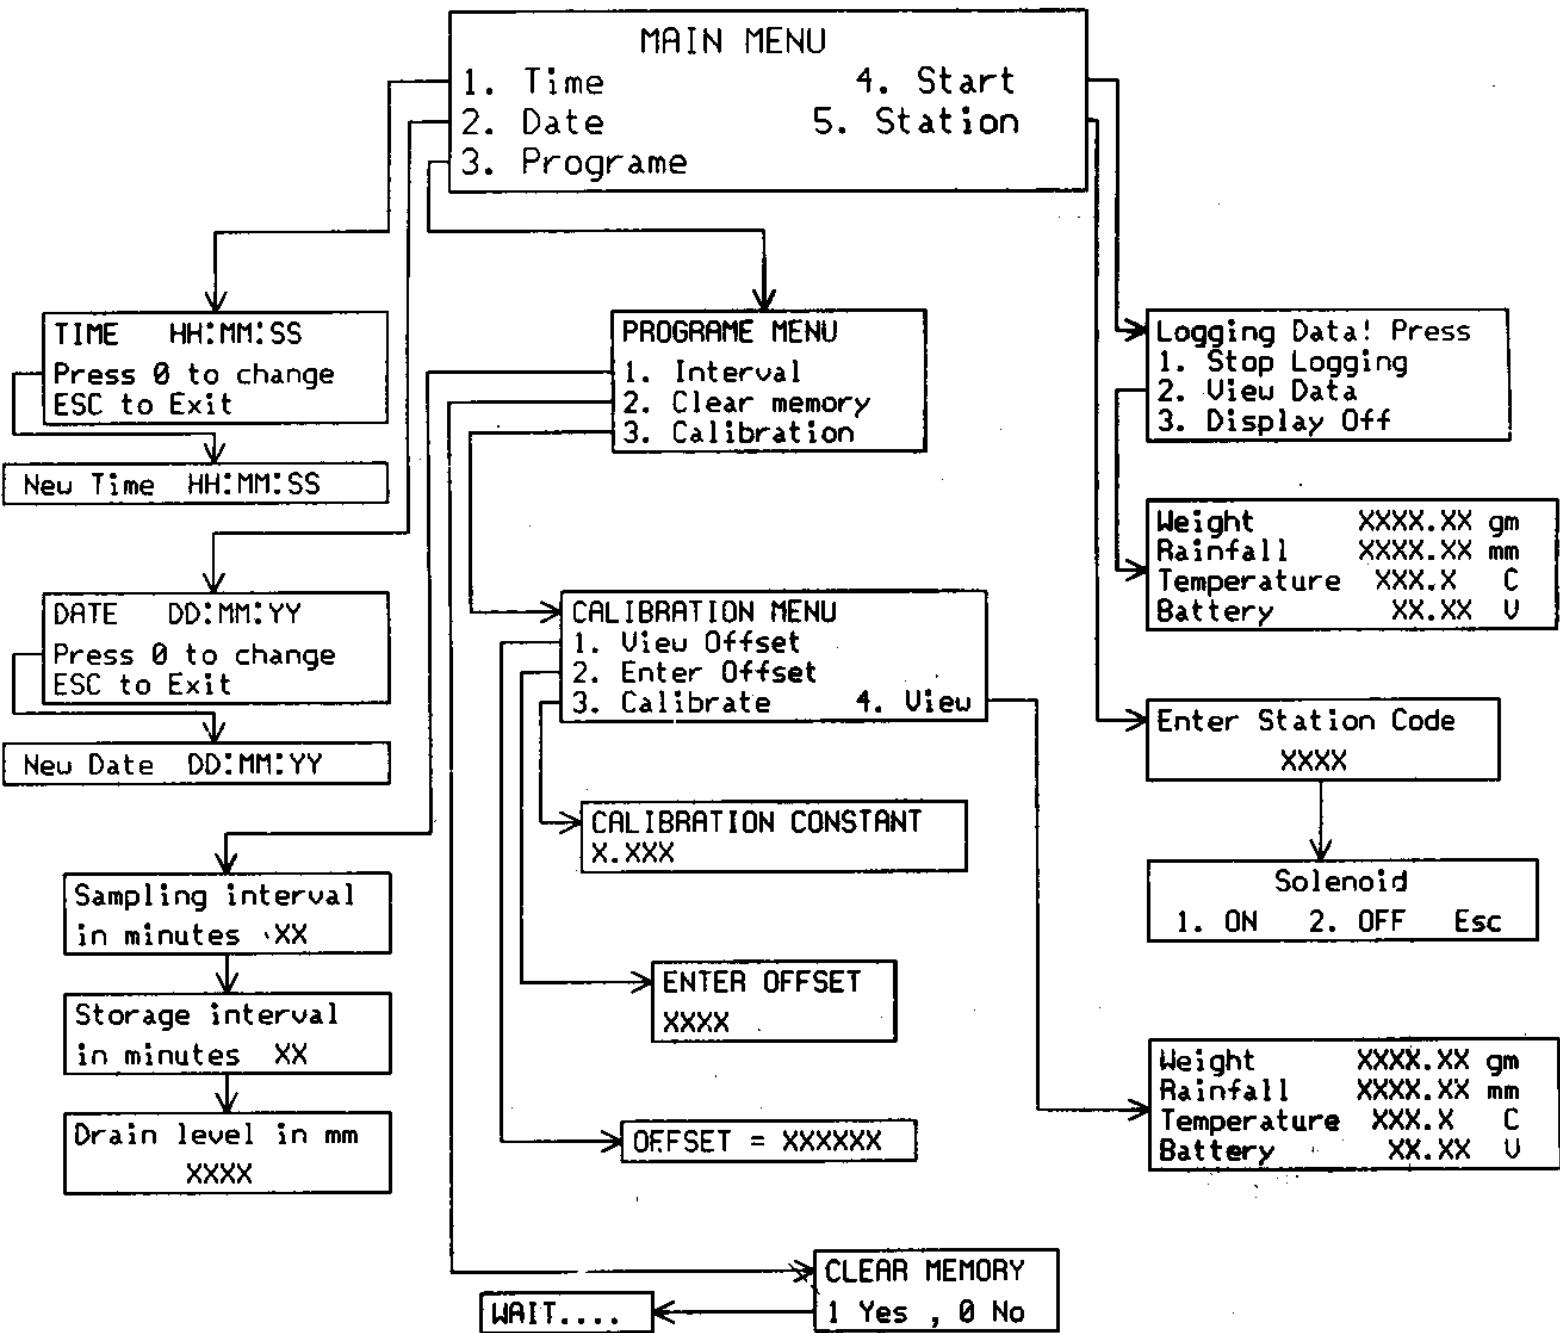 MAIN MENU
1. Time 4. Start
2. Date 5. Station
3. Programe
TIME HH:MM:SS
Press 0 to change
ESC to Exit
New Time HH:MM:SS
DATE DD:MM:YY
Press 0 to change
ESC to Exit
New Date DD:MM:YY
Sampling interval
in minutes XX
Storage interval
in minutes XX
Drain level in mm
XXXX
PROGRAME MENU
1. Interval
2. Clear memory
3. Calibration
CALIBRATION MENU
1. View Offset
2. Enter Offset
3. Calibrate 4. View
CALIBRATION CONSTANT
X.XXX
ENTER OFFSET
XXXX
OFFSET = XXXXXX
CLEAR MEMORY
1 Yes , 0 No
WAIT....
Logging Data! Press
1. Stop Logging
2. View Data
3. Display Off
Weight XXXX.XX gm
Rainfall XXXX.XX mm
Temperature XXX.X C
Battery XX.XX V
Enter Station Code
XXXX
Solenoid
1. ON 2. OFF Esc
Weight XXXX.XX gm
Rainfall XXXX.XX mm
Temperature XXX.X C
Battery XX.XX V